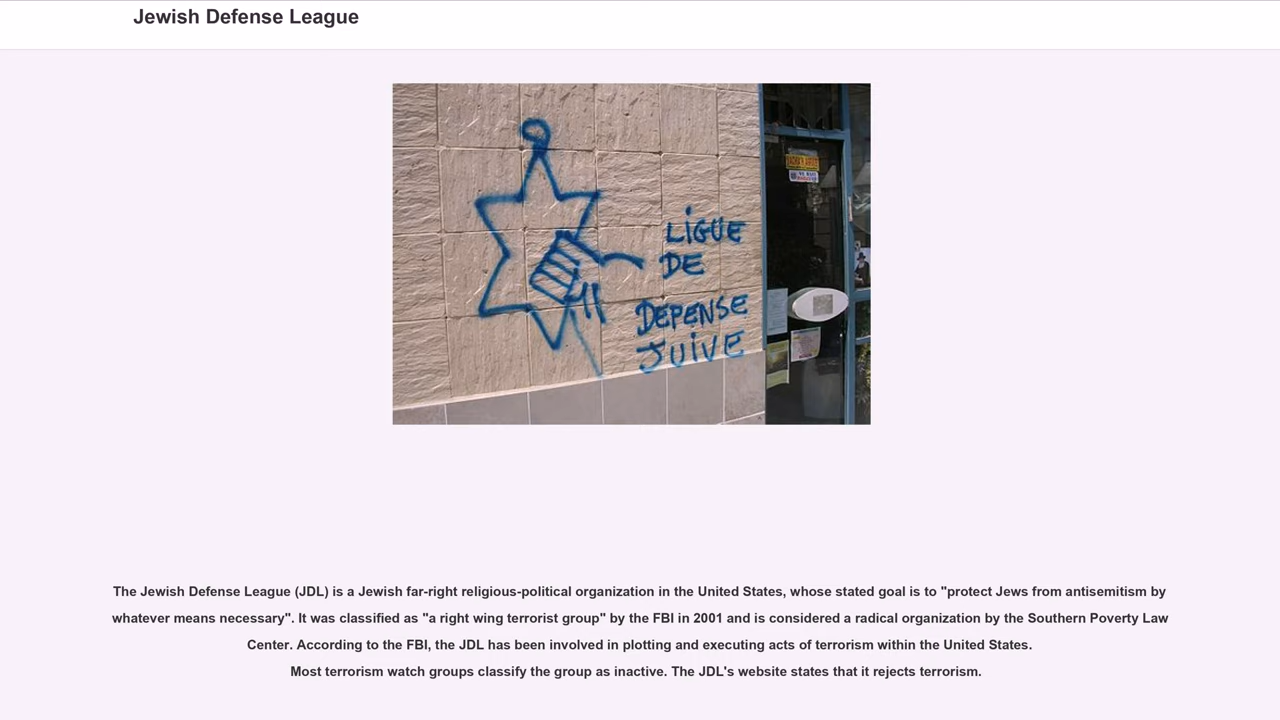 Jewish Defense League
LIGUE
DE
DEFENSE
JUIVE
The Jewish Defense League (JDL) is a Jewish far-right religious-political organization in the United States, whose stated goal is to "protect Jews from antisemitism by
whatever means necessary". It was classified as "a right wing terrorist group" by the FBI in 2001 and is considered a radical organization by the Southern Poverty Law
Center. According to the FBI, the JDL has been involved in plotting and executing acts of terrorism within the United States.
Most terrorism watch groups classify the group as inactive. The JDL's website states that it rejects terrorism.